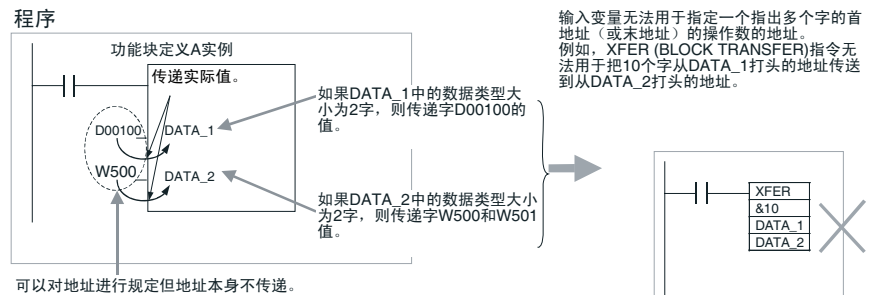 程序
功能块定义A实例
传递实际值。
D00100
DATA_1
W500
DATA_2
如果DATA_1中的数据类型大
小为2字，则传递字D00100的
值。
如果DATA_2中的数据类型大小
为2字，则传递字W500和W501
值。
可以对地址进行规定但地址本身不传递。
输入变量无法用于指定一个指出多个字的首
地址（或末地址）的操作数的地址。
例如，XFER (BLOCK TRANSFER)指令无
法用于把10个字从DATA_1打头的地址传送
到从DATA_2打头的地址。
XFER
&10
DATA_1
DATA_2